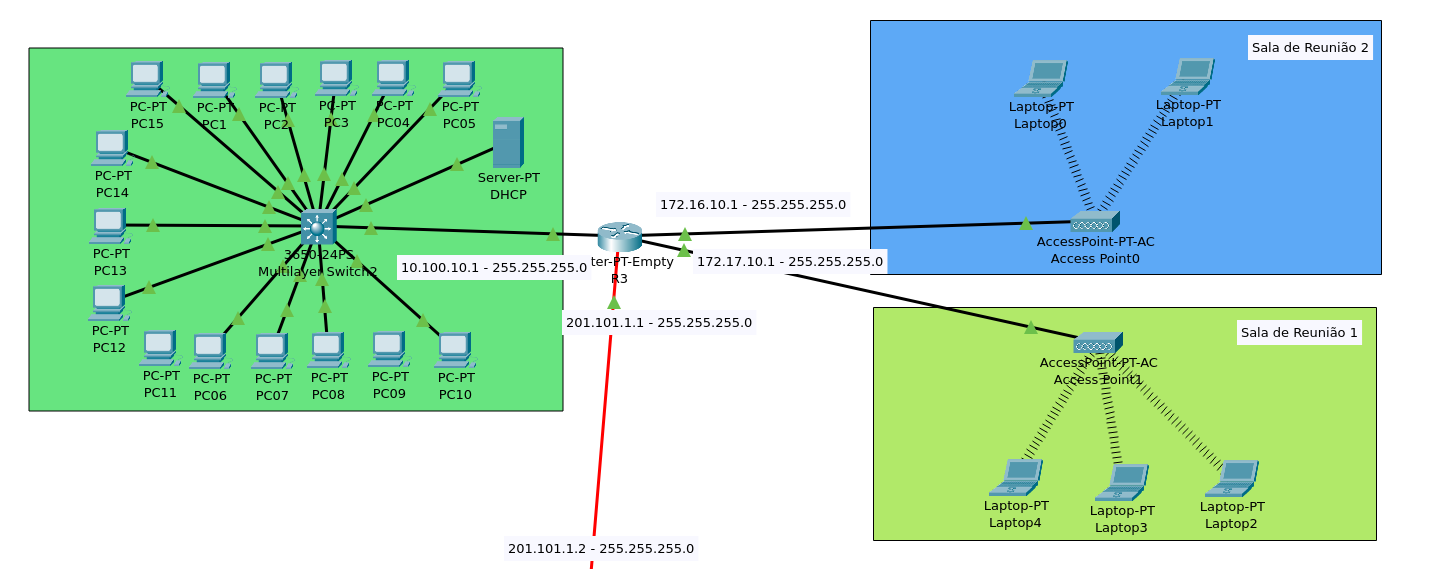 PC-PT
PC15
PC-PT
PC1
PC-PT
PC2
PC-PT
PC3
PC-PT
PC04
PC-PT
PC05
PC-PT
PC14
Server-PT
DHCP
PC-PT
PC13
3650-24PS
Multilayer Switch2
PC-PT
PC12
PC-PT
PC11
PC-PT
PC06
PC-PT
PC07
PC-PT
PC08
PC-PT
PC09
PC-PT
PC10
10.100.10.1 - 255.255.255.0
ter-PT-Empty
R3
172.16.10.1 - 255.255.255.0
172.17.10.1 - 255.255.255.0
201.101.1.1 - 255.255.255.0
201.101.1.2 - 255.255.255.0
Sala de Reunião 2
Laptop-PT
Laptop0
Laptop-PT
Laptop1
AccessPoint-PT-AC
Access Point0
Sala de Reunião 1
AccessPoint-PT-AC
Access Point1
Laptop-PT
Laptop4
Laptop-PT
Laptop3
Laptop-PT
Laptop2